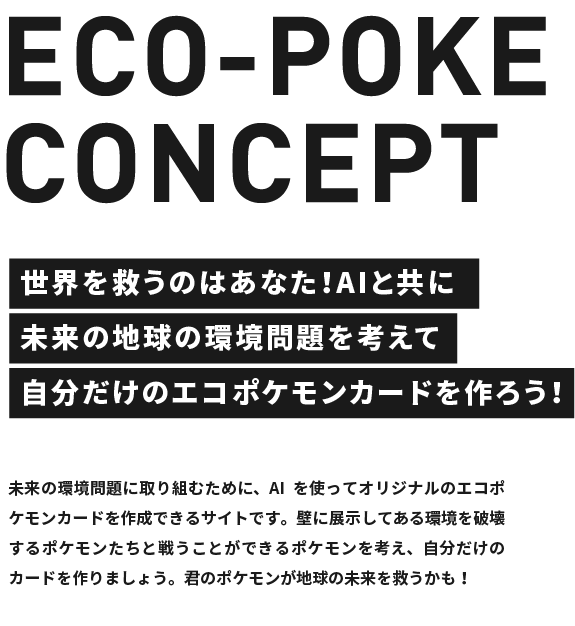 ECO-POKE
CONCEPT
世界を救うのはあなた!AIと共に
未来の地球の環境問題を考えて
自分だけのエコポケモンカードを作ろう!
未来の環境問題に取り組むために、AI を使ってオリジナルのエコポ
ケモンカードを作成できるサイトです。壁に展示してある環境を破壊
するポケモンたちと戦うことができるポケモンを考え、自分だけの
カードを作りましょう。君のポケモンが地球の未来を救うかも！